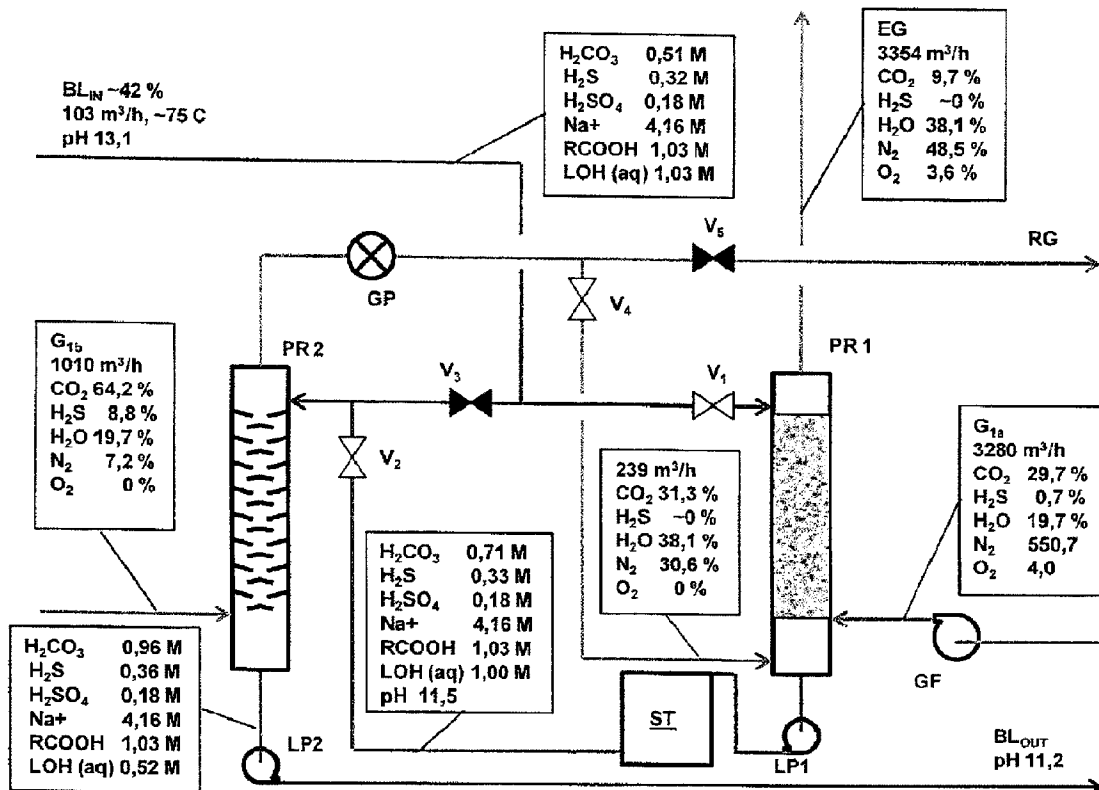 BL_IN ~42 %
103 m³/h, ~75 C
pH 13,1
H₂CO₃ 0,51 M
H₂S 0,32 M
H₂SO₄ 0,18 M
Na+ 4,16 M
RCOOH 1,03 M
LOH (aq) 1,03 M
EG
3354 m³/h
CO₂ 9,7 %
H₂S ~0 %
H₂O 38,1 %
N₂ 48,5 %
O₂ 3,6 %
V₅
RG
GP
V₄
G₁b
1010 m³/h
CO₂ 64,2 %
H₂S 8,8 %
H₂O 19,7 %
N₂ 7,2 %
O₂ 0 %
PR 2
V₃
V₁
PR 1
V₂
239 m³/h
CO₂ 31,3 %
H₂S ~0 %
H₂O 38,1 %
N₂ 30,6 %
O₂ 0 %
G₁a
3280 m³/h
CO₂ 29,7 %
H₂S 0,7 %
H₂O 19,7 %
N₂ 550,7
O₂ 4,0
H₂CO₃ 0,71 M
H₂S 0,33 M
H₂SO₄ 0,18 M
Na+ 4,16 M
RCOOH 1,03 M
LOH (aq) 1,00 M
pH 11,5
H₂CO₃ 0,96 M
H₂S 0,36 M
H₂SO₄ 0,18 M
Na+ 4,16 M
RCOOH 1,03 M
LOH (aq) 0,52 M
GF
ST
LP2
LP1
BL_OUT
pH 11,2